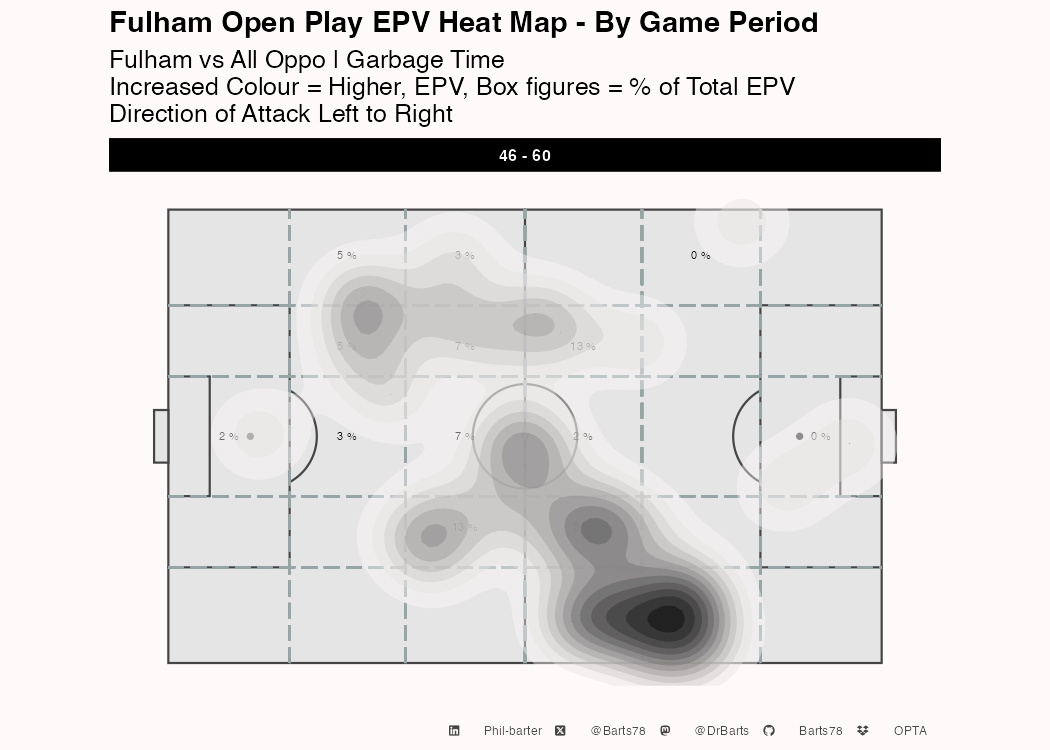 Fulham Open Play EPV Heat Map - By Game Period
Fulham vs All Oppo | Garbage Time
Increased Colour = Higher, EPV, Box figures = % of Total EPV
Direction of Attack Left to Right
46 - 60
5 % 3 % 0 %
5 % 7 % 13 %
2 % 3 % 7 % 2 % 0 %
13 %
Phil-barter @Barts78 @DrBarts Barts78 OPTA